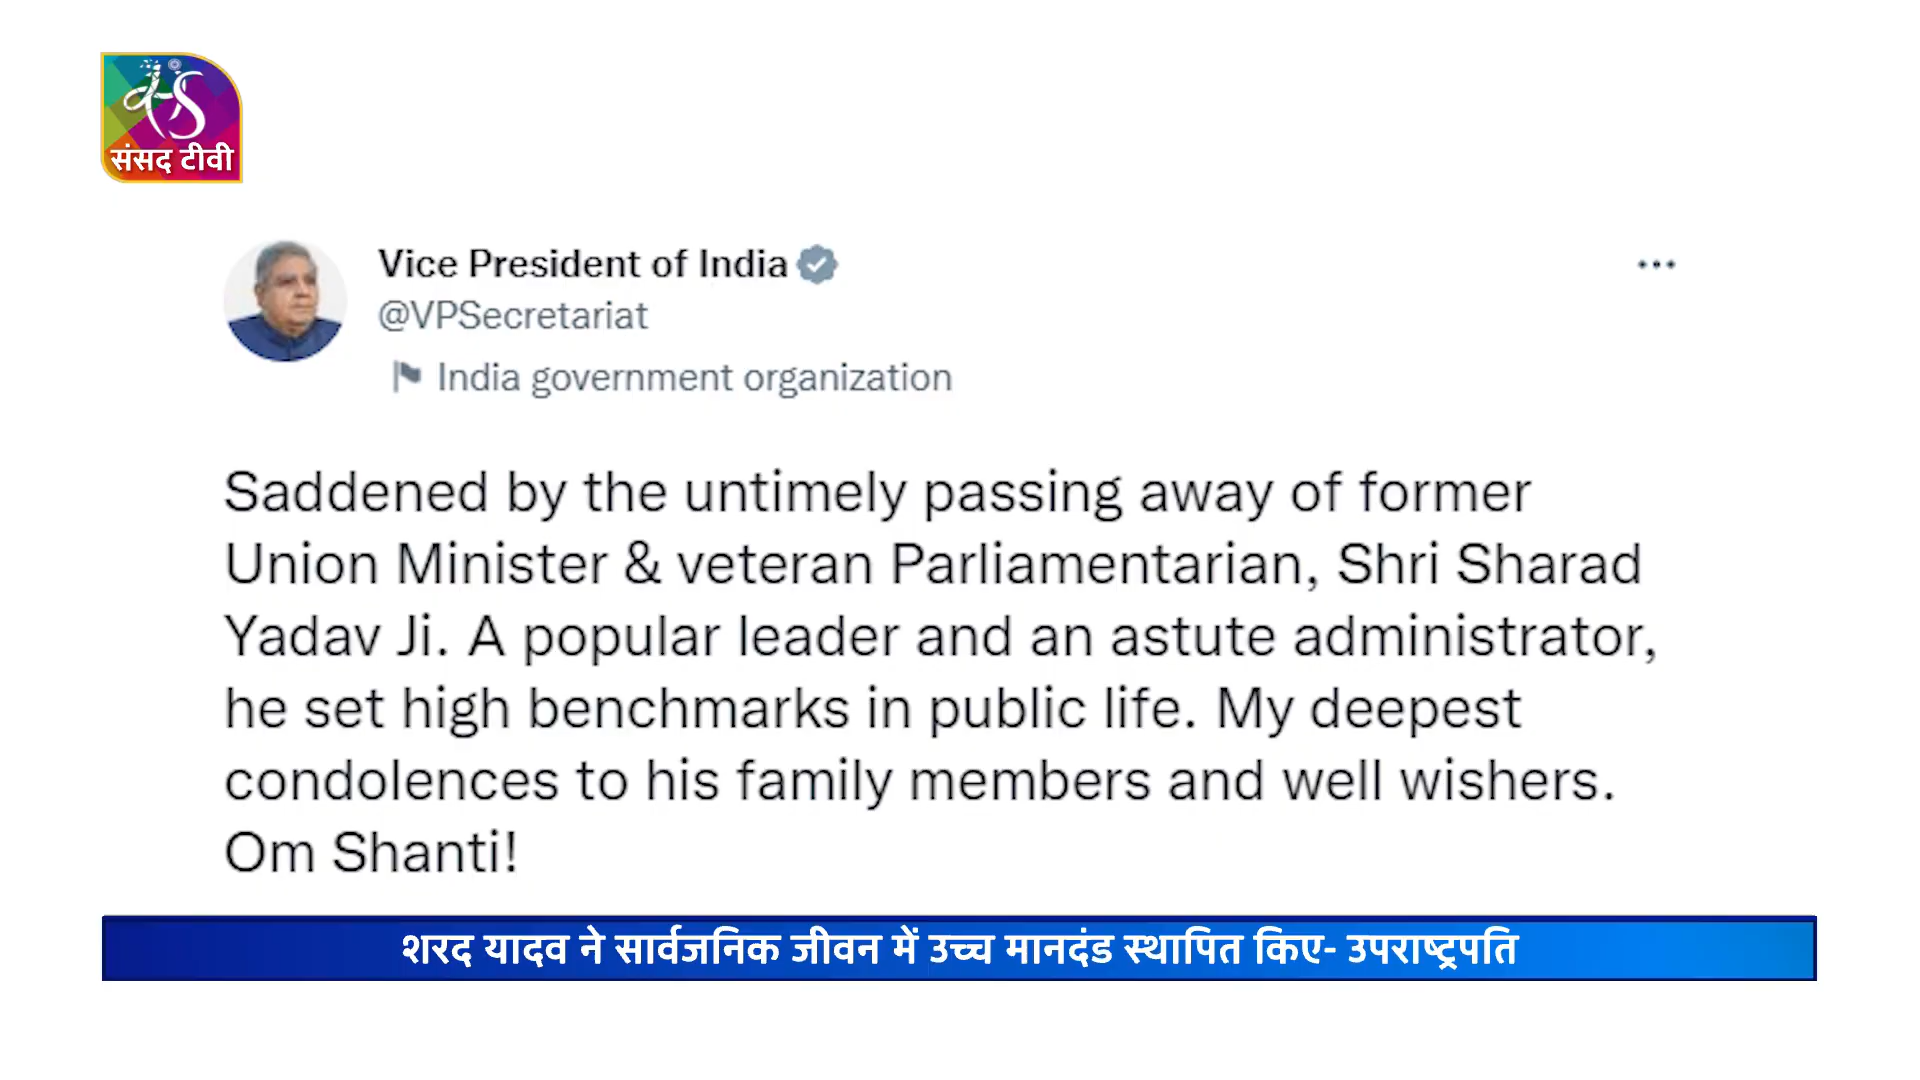 संसद टीवी
Vice President of India
@VPSecretariat
India government organization
Saddened by the untimely passing away of former
Union Minister & veteran Parliamentarian, Shri Sharad
Yadav Ji. A popular leader and an astute administrator,
he set high benchmarks in public life. My deepest
condolences to his family members and well wishers.
Om Shanti!
शरद यादव ने सार्वजनिक जीवन में उच्च मानदंड स्थापित किए- उपराष्ट्रपति